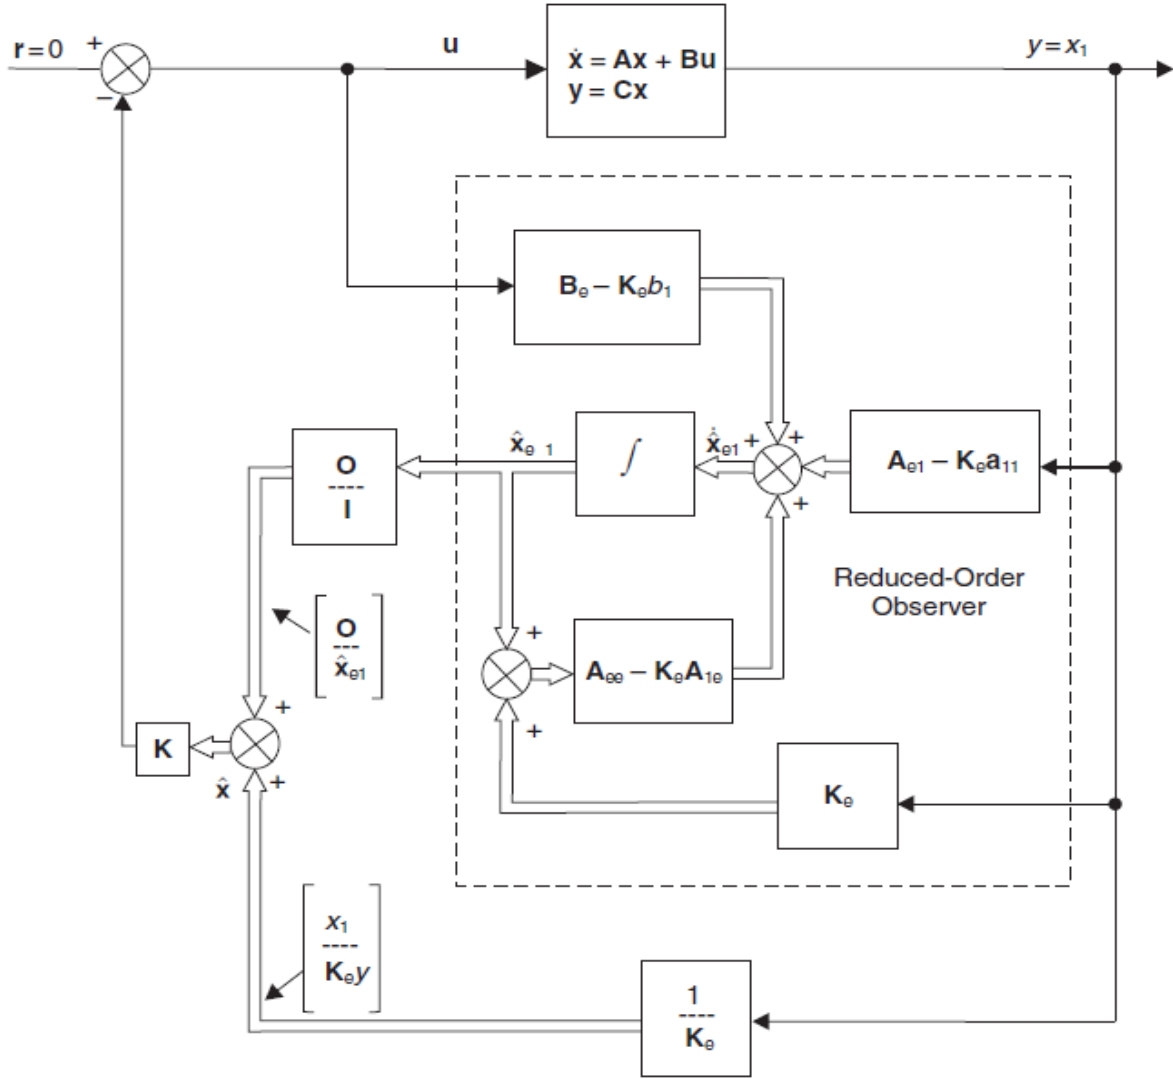 r=0
+
−
u
ẋ = Ax + Bu
y = Cx
y=x₁
Bₑ – Kₑb₁
O
----
I
x̂ₑ ₁
∫
x̂̇ₑ₁
+
+
+
Aₑ₁ – Kₑa₁₁
Reduced-Order
Observer
O
---
x̂ₑ₁
+
+
Aₑₑ – KₑA₁ₑ
K
x̂
+
+
Kₑ
x₁
----
Kₑy
1
----
Kₑ